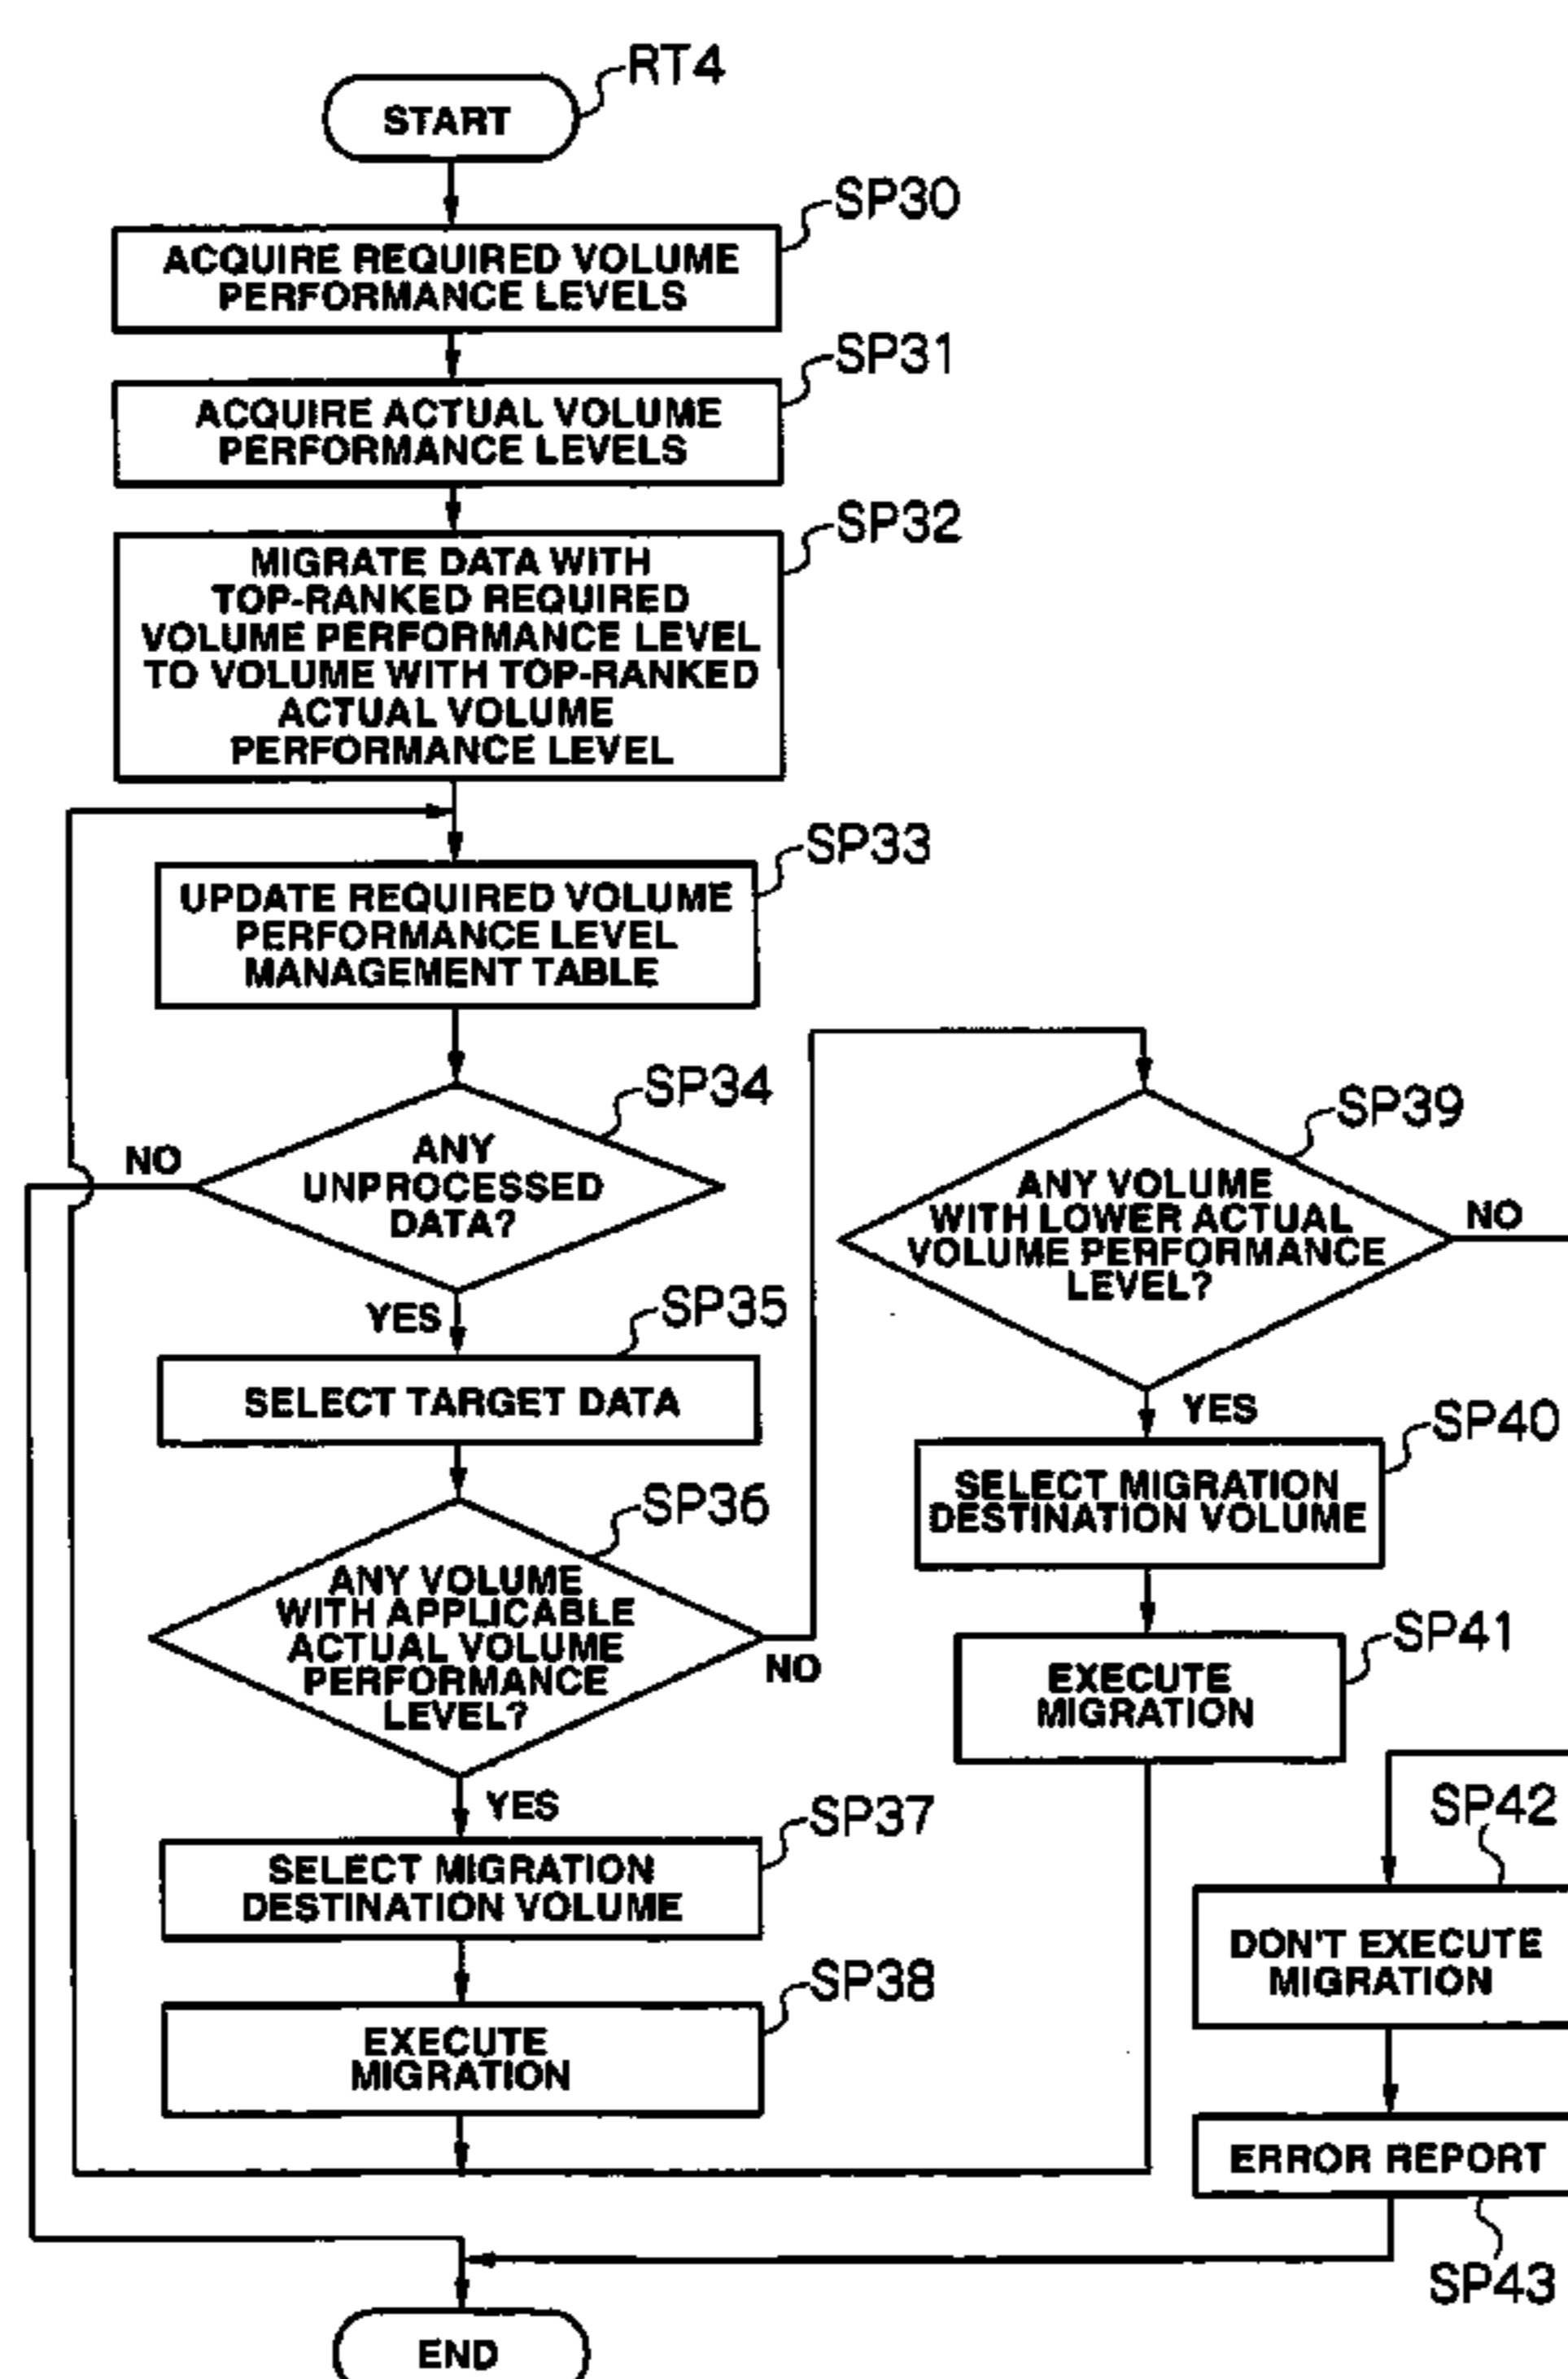 RT4
START
SP30
ACQUIRE REQUIRED VOLUME
PERFORMANCE LEVELS
SP31
ACQUIRE ACTUAL VOLUME
PERFORMANCE LEVELS
SP32
MIGRATE DATA WITH
TOP-RANKED REQUIRED
VOLUME PERFORMANCE LEVEL
TO VOLUME WITH TOP-RANKED
ACTUAL VOLUME
PERFORMANCE LEVEL
SP33
UPDATE REQUIRED VOLUME
PERFORMANCE LEVEL
MANAGEMENT TABLE
SP34
NO
ANY
UNPROCESSED
DATA?
YES
SP35
SELECT TARGET DATA
SP36
ANY VOLUME
WITH APPLICABLE
ACTUAL VOLUME
PERFORMANCE
LEVEL?
NO
YES
SP37
SELECT MIGRATION
DESTINATION VOLUME
SP38
EXECUTE
MIGRATION
SP39
ANY VOLUME
WITH LOWER ACTUAL
VOLUME PERFORMANCE
LEVEL?
NO
YES
SP40
SELECT MIGRATION
DESTINATION VOLUME
SP41
EXECUTE
MIGRATION
SP42
DON'T EXECUTE
MIGRATION
ERROR REPORT
SP43
END